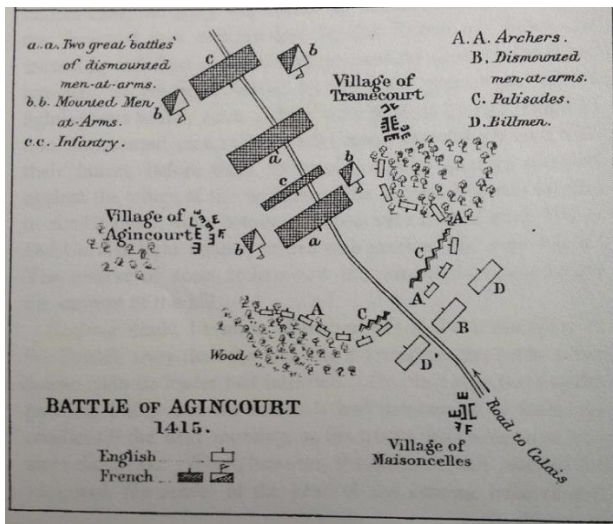 a..a. Two great 'battles'
of dismounted
men-at-arms.
b.b. Mounted Men
at-Arms.
c.c. Infantry.
A.A. Archers.
B. Dismounted
men-at-arms.
C. Palisades.
D. Billmen.
c
b
b
Village of
Tramecourt
a
c
b
A
Village of
Agincourt
a
b
C
A
D
A
C
B
Wood
D'
BATTLE OF AGINCOURT
1415.
English
French
Village of
Maisoncelles
Road to Calais